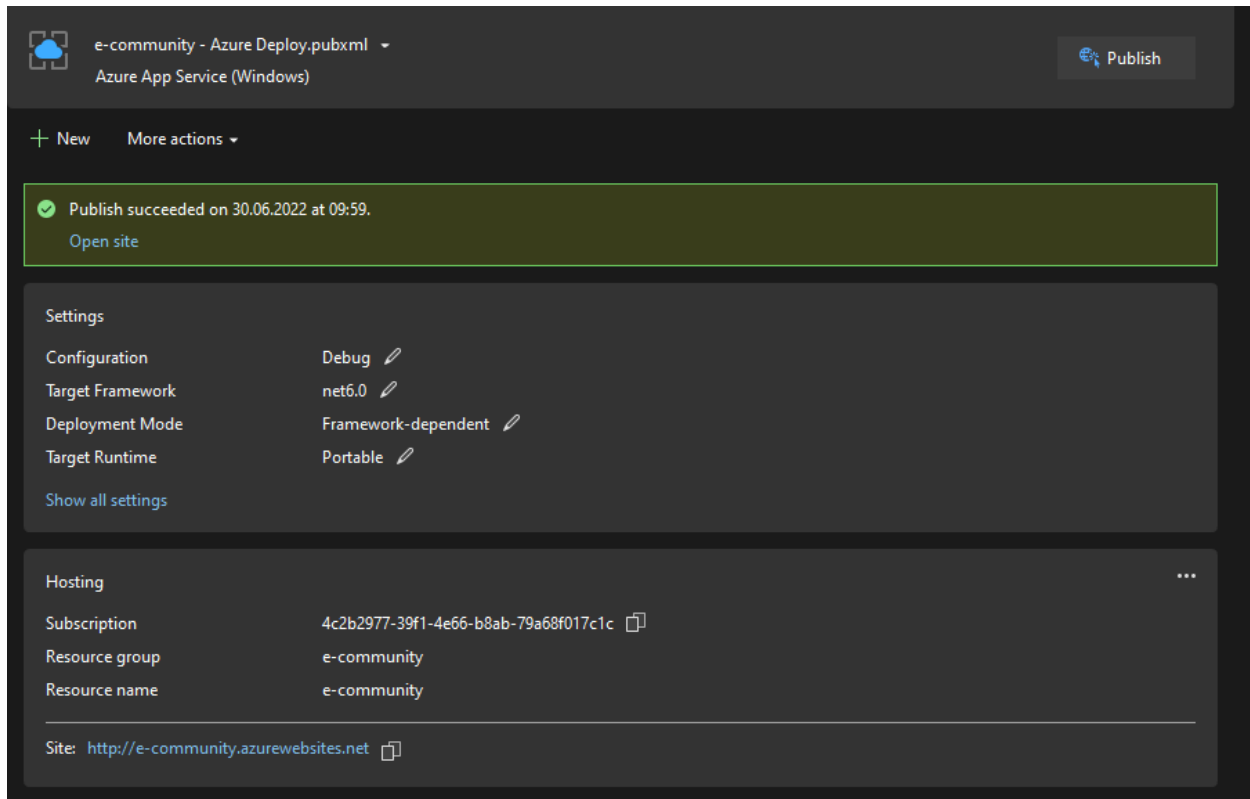 e-community - Azure Deploy.pubxml
Azure App Service (Windows)
Publish
New More actions
Publish succeeded on 30.06.2022 at 09:59.
Open site
Settings
Configuration Debug
Target Framework net6.0
Deployment Mode Framework-dependent
Target Runtime Portable
Show all settings
Hosting
...
Subscription 4c2b2977-39f1-4e66-b8ab-79a68f017c1c
Resource group e-community
Resource name e-community
Site: http://e-community.azurewebsites.net